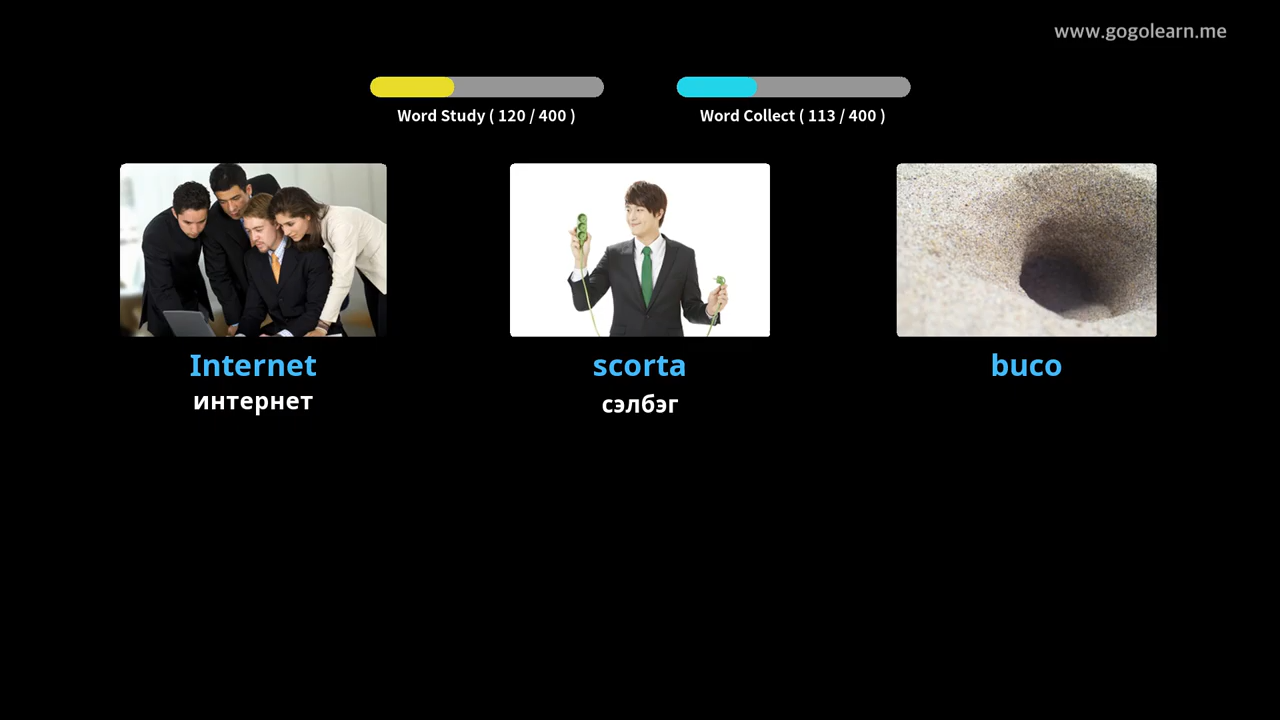 www.gogolearn.me
Word Study ( 120 / 400 )
Word Collect ( 113 / 400 )
Internet
интернет
scorta
сэлбэг
buco